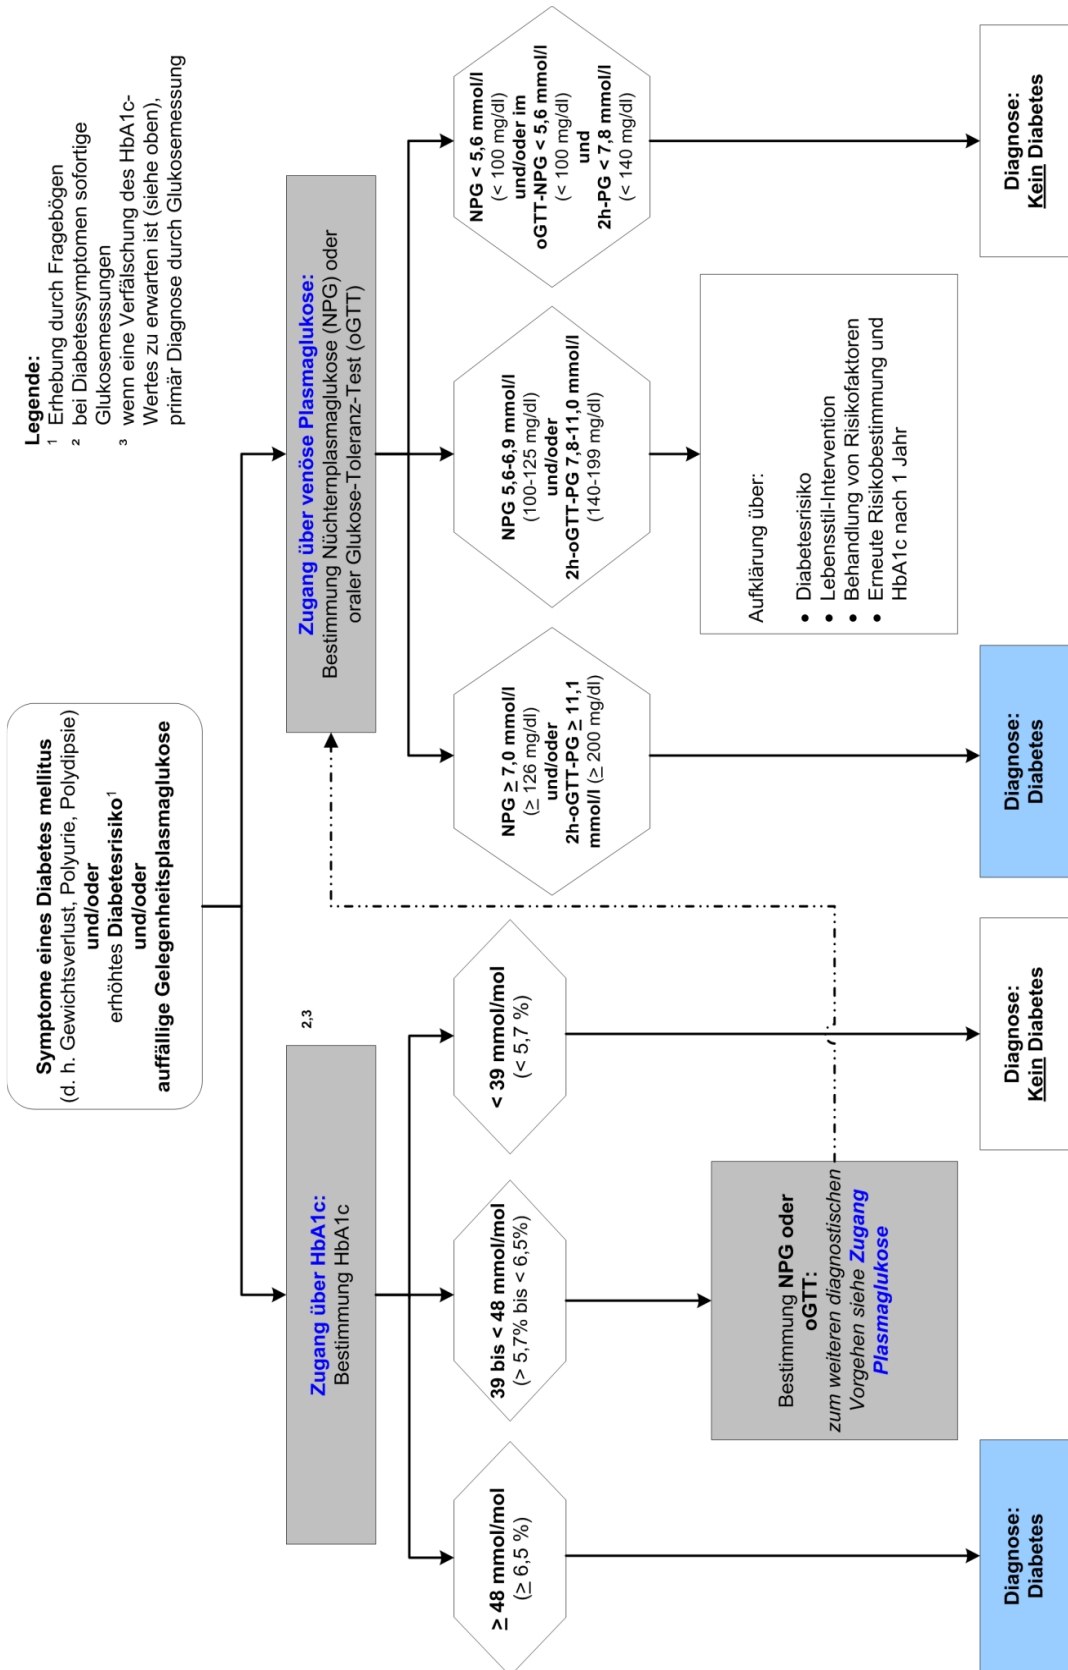 Symptome eines Diabetes mellitus
(d. h. Gewichtsverlust, Polyurie, Polydipsie)
und/oder
erhöhtes Diabetesrisiko¹
und/oder
auffällige Gelegenheitsplasmaglukose
Legende:
¹ Erhebung durch Fragebögen
² bei Diabetessymptomen sofortige
Glukosemessungen
³ wenn eine Verfälschung des HbA1c-
Wertes zu erwarten ist (siehe oben),
primär Diagnose durch Glukosemessung
Zugang über HbA1c:
Bestimmung HbA1c
2,3
Zugang über venöse Plasmaglukose:
Bestimmung Nüchternplasmaglukose (NPG) oder
oraler Glukose-Toleranz-Test (oGTT)
≥ 48 mmol/mol
(≥ 6,5 %)
39 bis < 48 mmol/mol
(> 5,7% bis < 6,5%)
< 39 mmol/mol
(< 5,7 %)
NPG ≥ 7,0 mmol/l
(≥ 126 mg/dl)
und/oder
2h-oGTT-PG ≥ 11,1
mmol/l (≥ 200 mg/dl)
NPG 5,6-6,9 mmol/l
(100-125 mg/dl)
und/oder
2h-oGTT-PG 7,8-11,0 mmol/l
(140-199 mg/dl)
NPG < 5,6 mmol/l
(< 100 mg/dl)
und/oder im
oGTT-NPG < 5,6 mmol/l
(< 100 mg/dl)
und
2h-PG < 7,8 mmol/l
(< 140 mg/dl)
Bestimmung NPG oder
oGTT:
zum weiteren diagnostischen
Vorgehen siehe Zugang
Plasmaglukose
Aufklärung über:
• Diabetesrisiko
• Lebensstil-Intervention
• Behandlung von Risikofaktoren
• Erneute Risikobestimmung und
HbA1c nach 1 Jahr
Diagnose:
Diabetes
Diagnose:
Kein Diabetes
Diagnose:
Diabetes
Diagnose:
Kein Diabetes